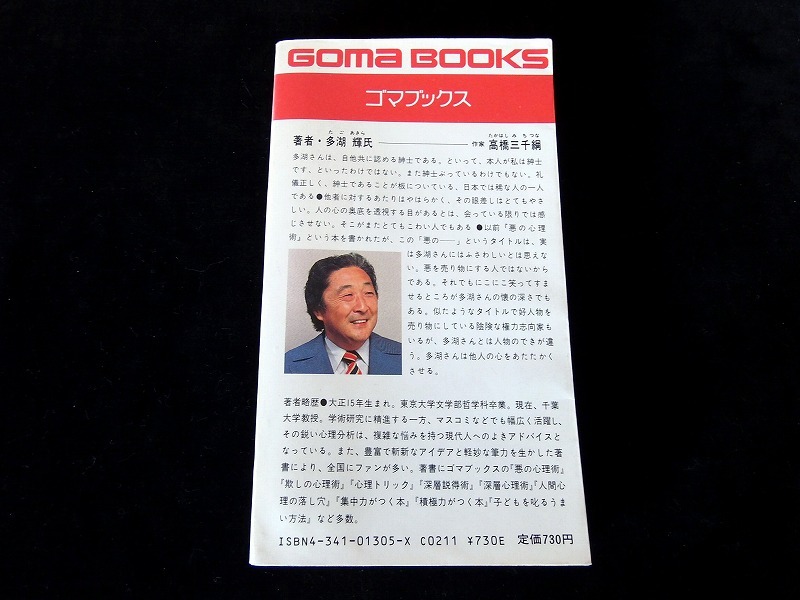 GOMA BOOKS
ゴマブックス
著者・多湖 輝氏 作家 高橋三千綱
た ご あきら たかはし み ち つな
多湖さんは、自他共に認める紳士である。といって、本人が私は紳士
です、といったわけではない。また紳士ぶっているわけでもない。礼
儀正しく、紳士であることが板についている、日本では稀な人の一人
である●他者に対するあたりはやはらかく、その眼差しはとてもやさ
しい。人の心の奥底を透視する目があるとは、会っている限りでは感
じさせない。そこがまたとてもこわい人でもある●以前『悪の心理
術』という本を書かれたが、この「悪の――」というタイトルは、実
は多湖さんにはふさわしいとは思えな
い。悪を売り物にする人ではないから
である。それでもにこにこ笑ってすま
せるところが多湖さんの懐の深さでも
ある。似たようなタイトルで好人物を
売り物にしている陰険な権力志向家も
いるが、多湖さんとは人物のできが違
う。多湖さんは他人の心をあたたかく
させる。
著者略歴●大正15年生まれ。東京大学文学部哲学科卒業。現在、千葉
大学教授。学術研究に精進する一方、マスコミなどでも幅広く活躍し、
その鋭い心理分析は、複雑な悩みを持つ現代人へのよきアドバイスと
なっている。また、豊富で斬新なアイデアと軽妙な筆力を生かした著
書により、全国にファンが多い。著書にゴマブックスの『悪の心理術』
『欺しの心理術』『心理トリック』『深層説得術』『深層心理術』『人間心
理の落し穴』『集中力がつく本』『積極力がつく本』『子どもを叱るうま
い方法』など多数。
ISBN4-341-01305-X C0211 ¥730E 定価730円